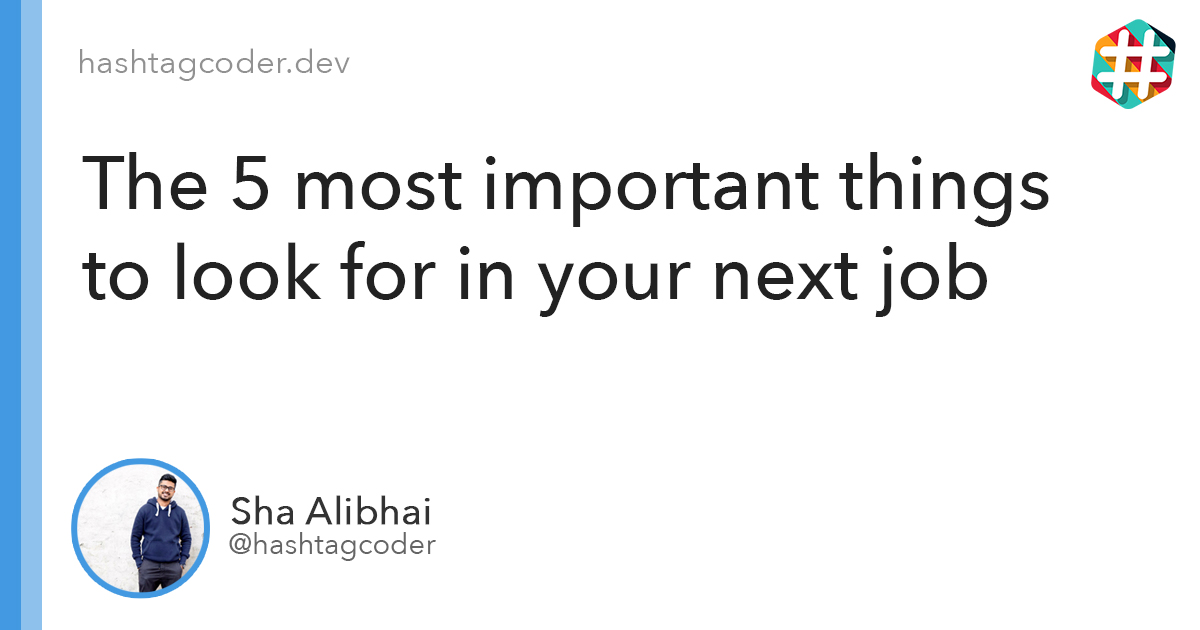 hashtagcoder.dev
The 5 most important things
to look for in your next job
Sha Alibhai
@hashtagcoder